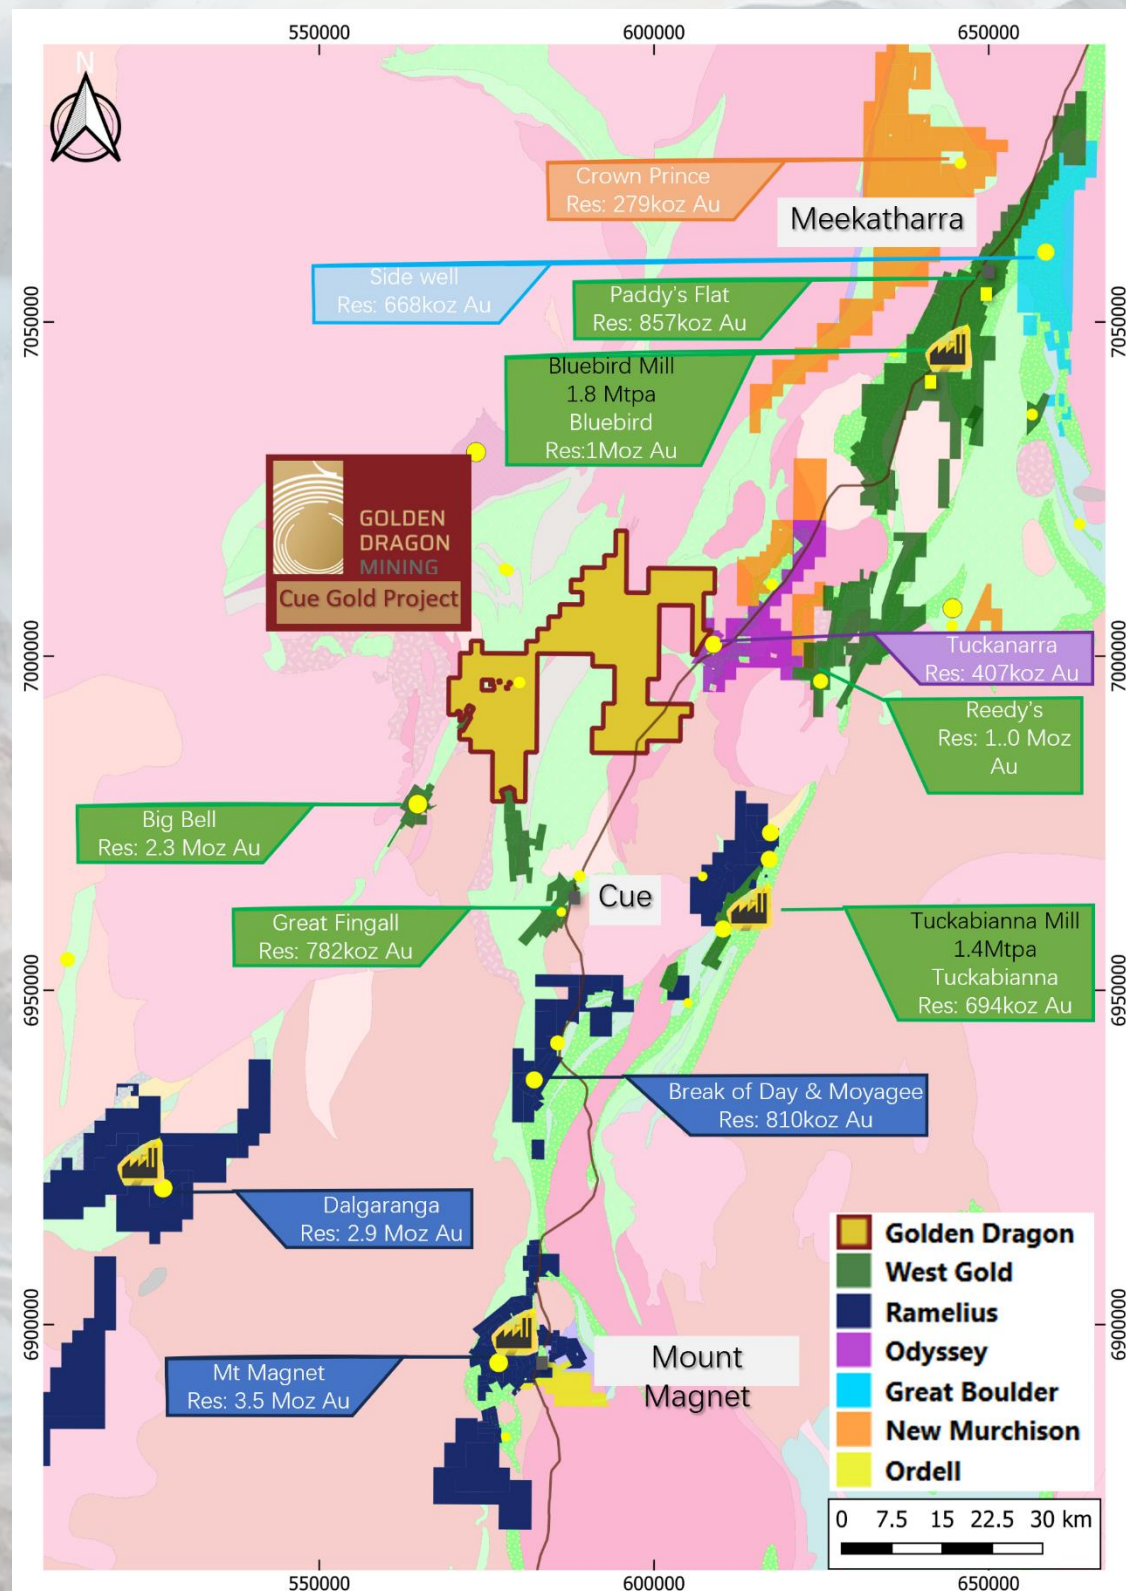 550000
600000
650000
N
Crown Prince
Res: 279koz Au
Meekatharra
Side well
Res: 668koz Au
Paddy's Flat
Res: 857koz Au
7050000
7050000
Bluebird Mill
1.8 Mtpa
Bluebird
Res:1Moz Au
GOLDEN
DRAGON
MINING
Cue Gold Project
7000000
7000000
Tuckanarra
Res: 407koz Au
Reedy's
Res: 1..0 Moz
Au
Big Bell
Res: 2.3 Moz Au
Cue
Great Fingall
Res: 782koz Au
Tuckabianna Mill
1.4Mtpa
Tuckabianna
Res: 694koz Au
6950000
6950000
Break of Day & Moyagee
Res: 810koz Au
Dalgaranga
Res: 2.9 Moz Au
6900000
6900000
Mt Magnet
Res: 3.5 Moz Au
Mount
Magnet
Golden Dragon
West Gold
Ramelius
Odyssey
Great Boulder
New Murchison
Ordell
0 7.5 15 22.5 30 km
550000
600000
650000